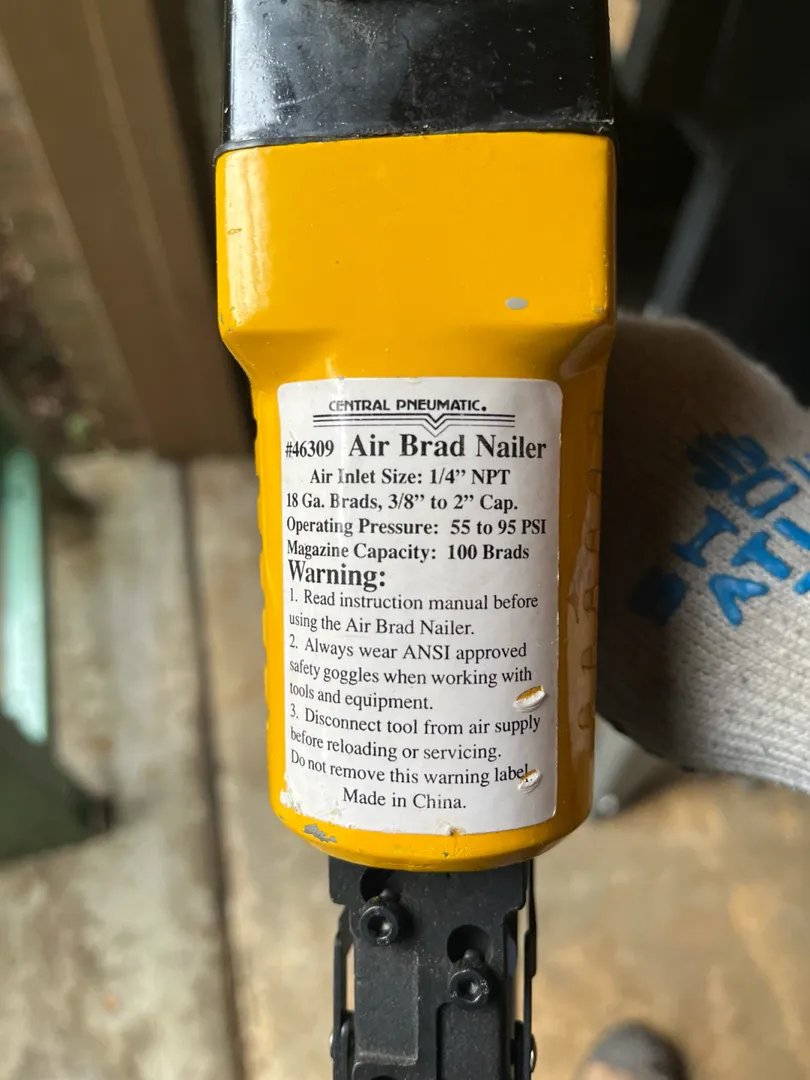 CENTRAL PNEUMATIC.
#46309 Air Brad Nailer
Air Inlet Size: 1/4" NPT
18 Ga. Brads, 3/8" to 2" Cap.
Operating Pressure: 55 to 95 PSI
Magazine Capacity: 100 Brads
Warning:
1. Read instruction manual before
using the Air Brad Nailer.
2. Always wear ANSI approved
safety goggles when working with
tools and equipment.
3. Disconnect tool from air supply
before reloading or servicing.
Do not remove this warning label.
Made in China.